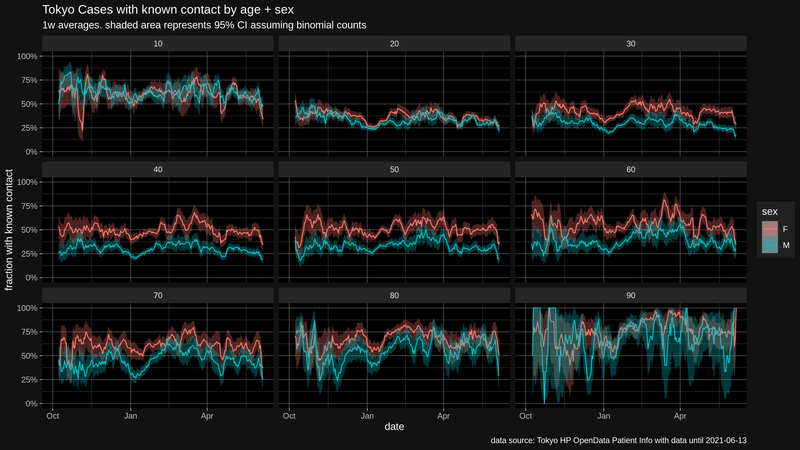 Tokyo Cases with known contact by age + sex
1w averages. shaded area represents 95% CI assuming binomial counts
10 20 30
100%
75%
50%
25%
0%
40 50 60
100%
75%
50%
25%
0%
70 80 90
100%
75%
50%
25%
0%
fraction with known contact
Oct Jan Apr Oct Jan Apr Oct Jan Apr
date
sex
F
M
data source: Tokyo HP OpenData Patient Info with data until 2021-06-13